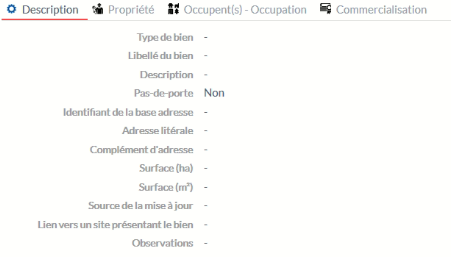 Description Propriété Occupent(s) - Occupation Commercialisation
Type de bien -
Libellé du bien -
Description -
Pas-de-porte Non
Identifiant de la base adresse -
Adresse litérale -
Complément d'adresse -
Surface (ha) -
Surface (m²) -
Source de la mise à jour -
Lien vers un site présentant le bien -
Observations -